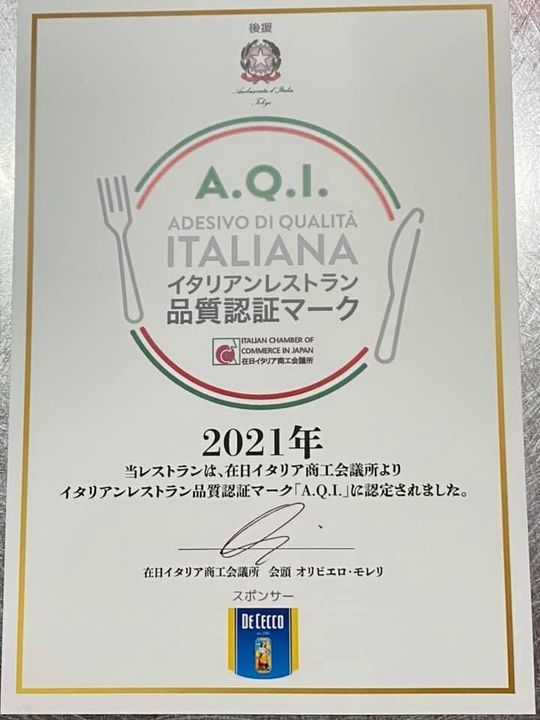 後援
Ambasciata d'Italia
Tokyo
A.Q.I.
ADESIVO DI QUALITÀ
ITALIANA
イタリアンレストラン
品質認証マーク
ITALIAN CHAMBER OF
COMMERCE IN JAPAN
在日イタリア商工会議所
2021年
当レストランは、在日イタリア商工会議所より
イタリアンレストラン品質認証マーク「A.Q.I.」に認定されました。
在日イタリア商工会議所 会頭 オリビエロ・モレリ
スポンサー
DE CECCO